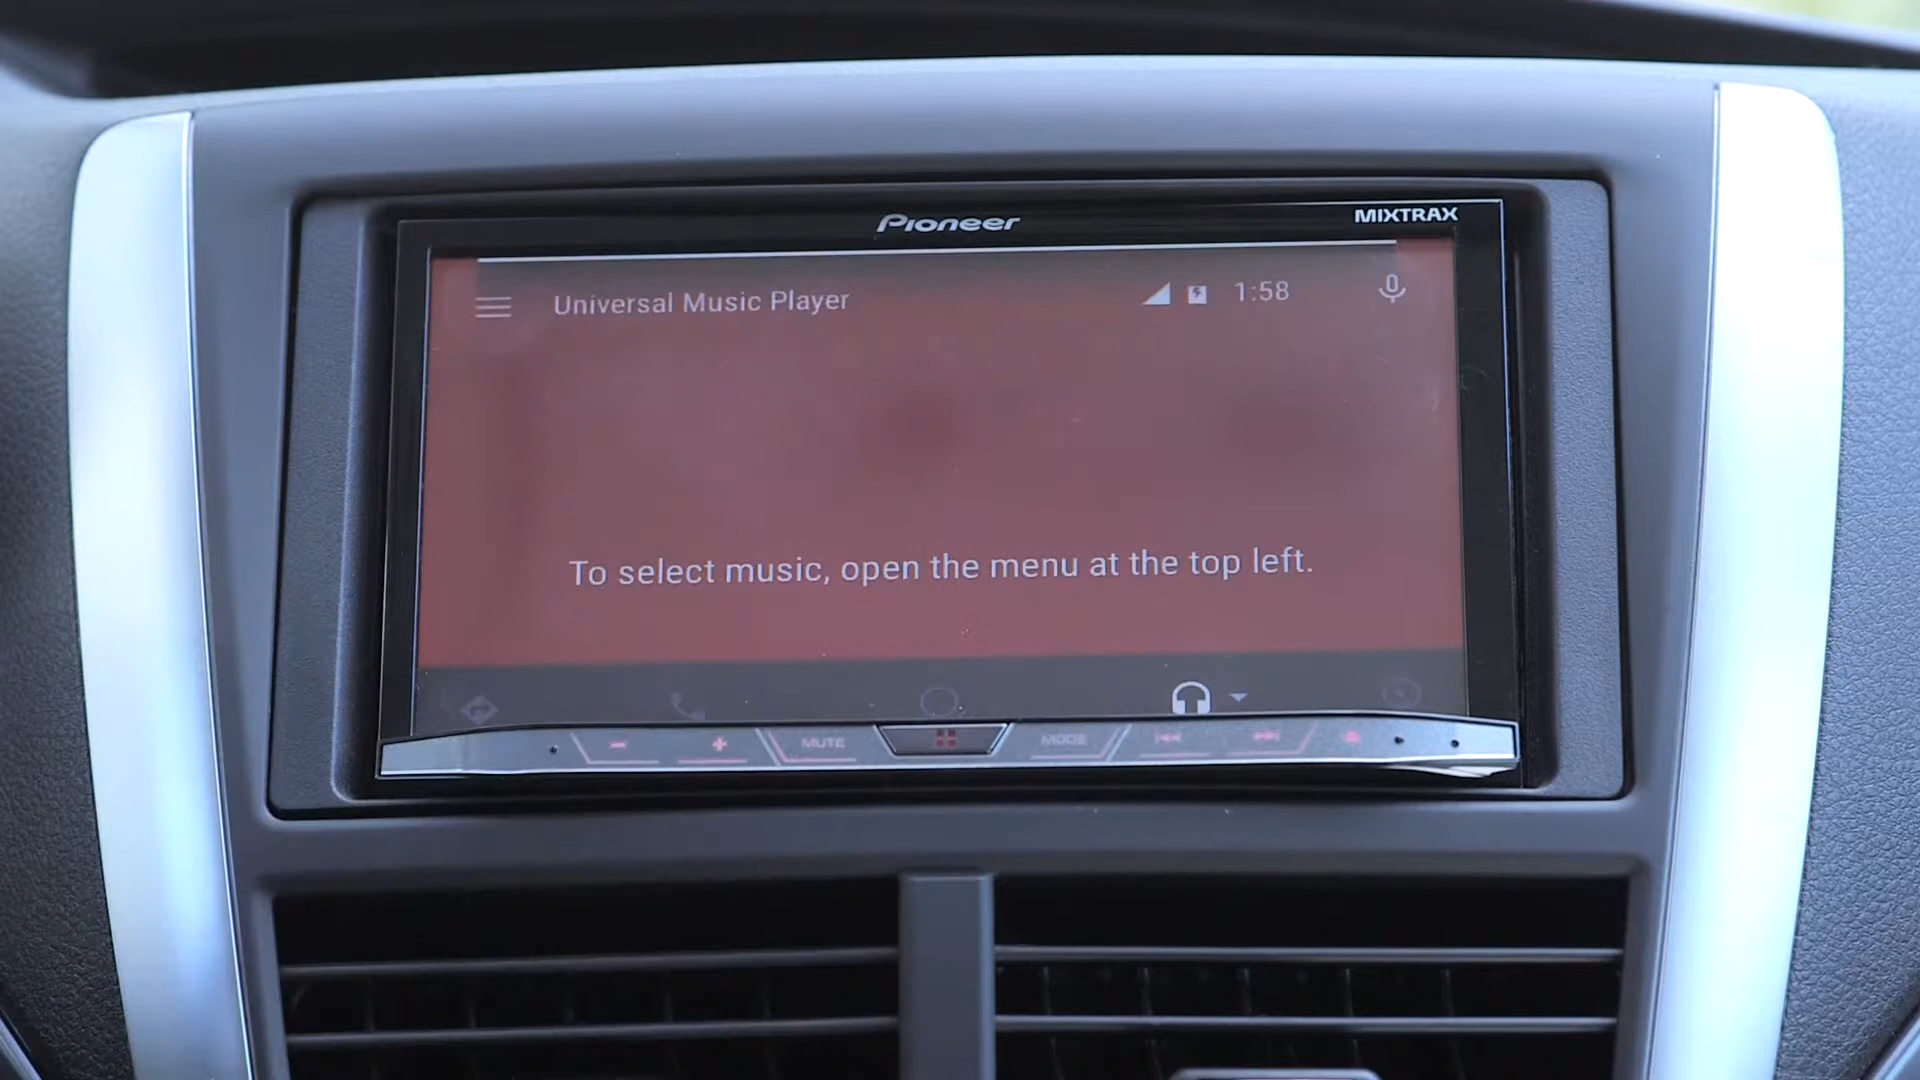 Pioneer
MIXTRAX
Universal Music Player
1:58
To select music, open the menu at the top left.
MUTE
MODE